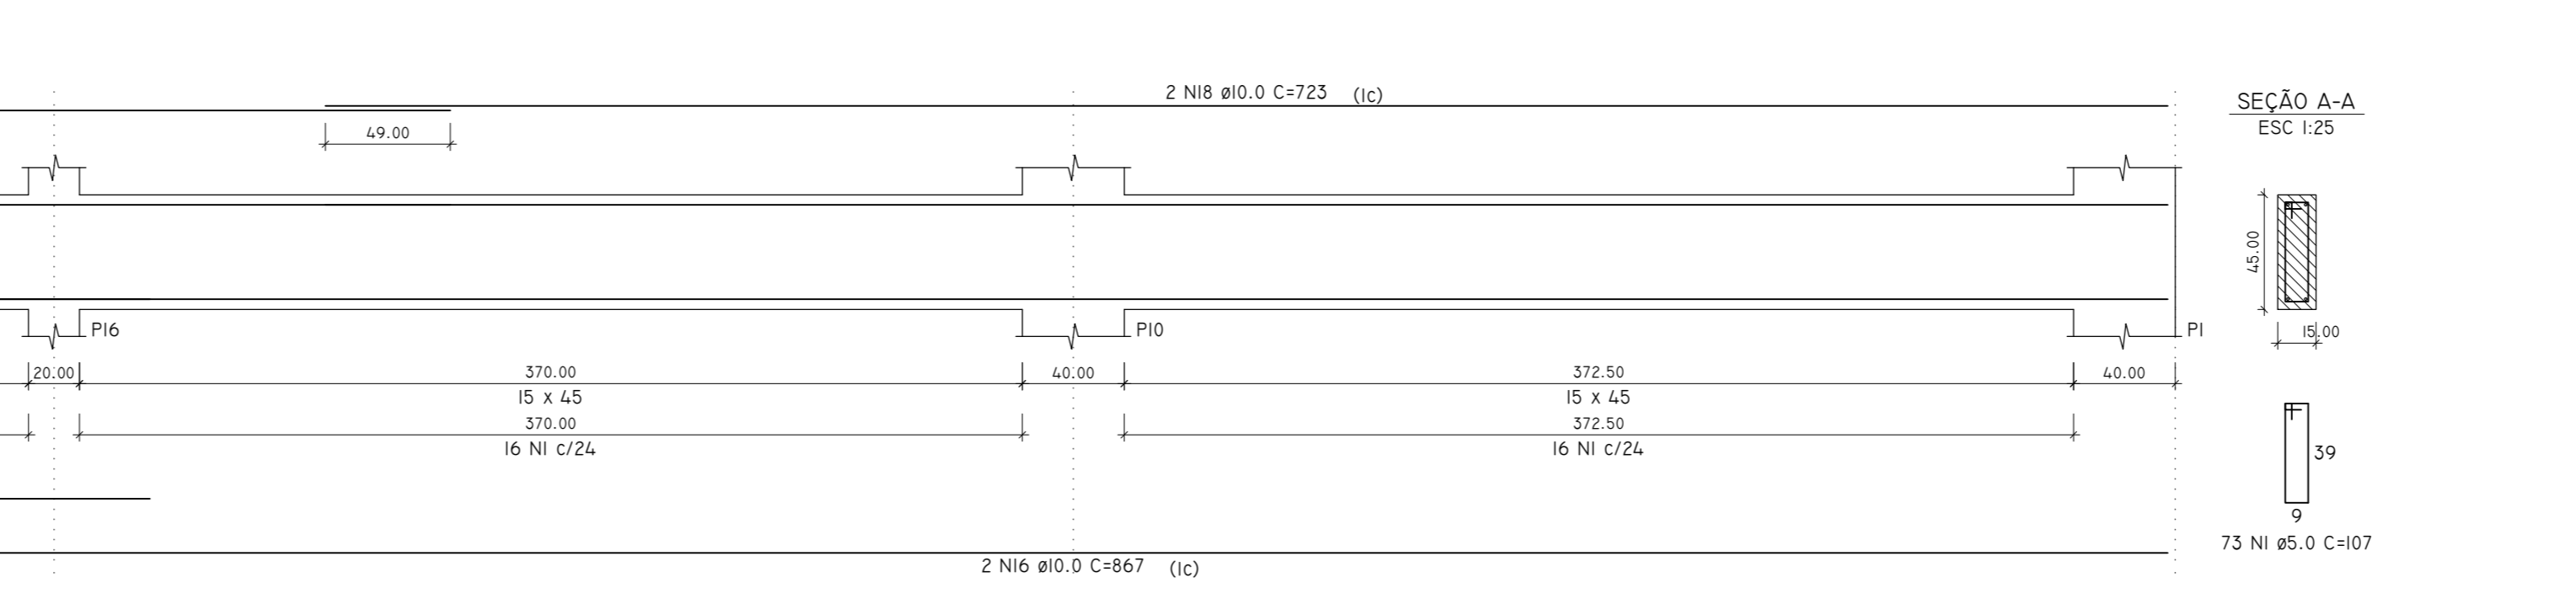 2 N18 ø10.0 C=723 (1c)
SEÇÃO A-A
ESC 1:25
49.00
45.00
15.00
P16
P10
P1
20.00
370.00
40.00
372.50
40.00
15 x 45
15 x 45
370.00
372.50
16 N1 c/24
16 N1 c/24
39
9
73 N1 ø5.0 C=107
2 N16 ø10.0 C=867 (1c)